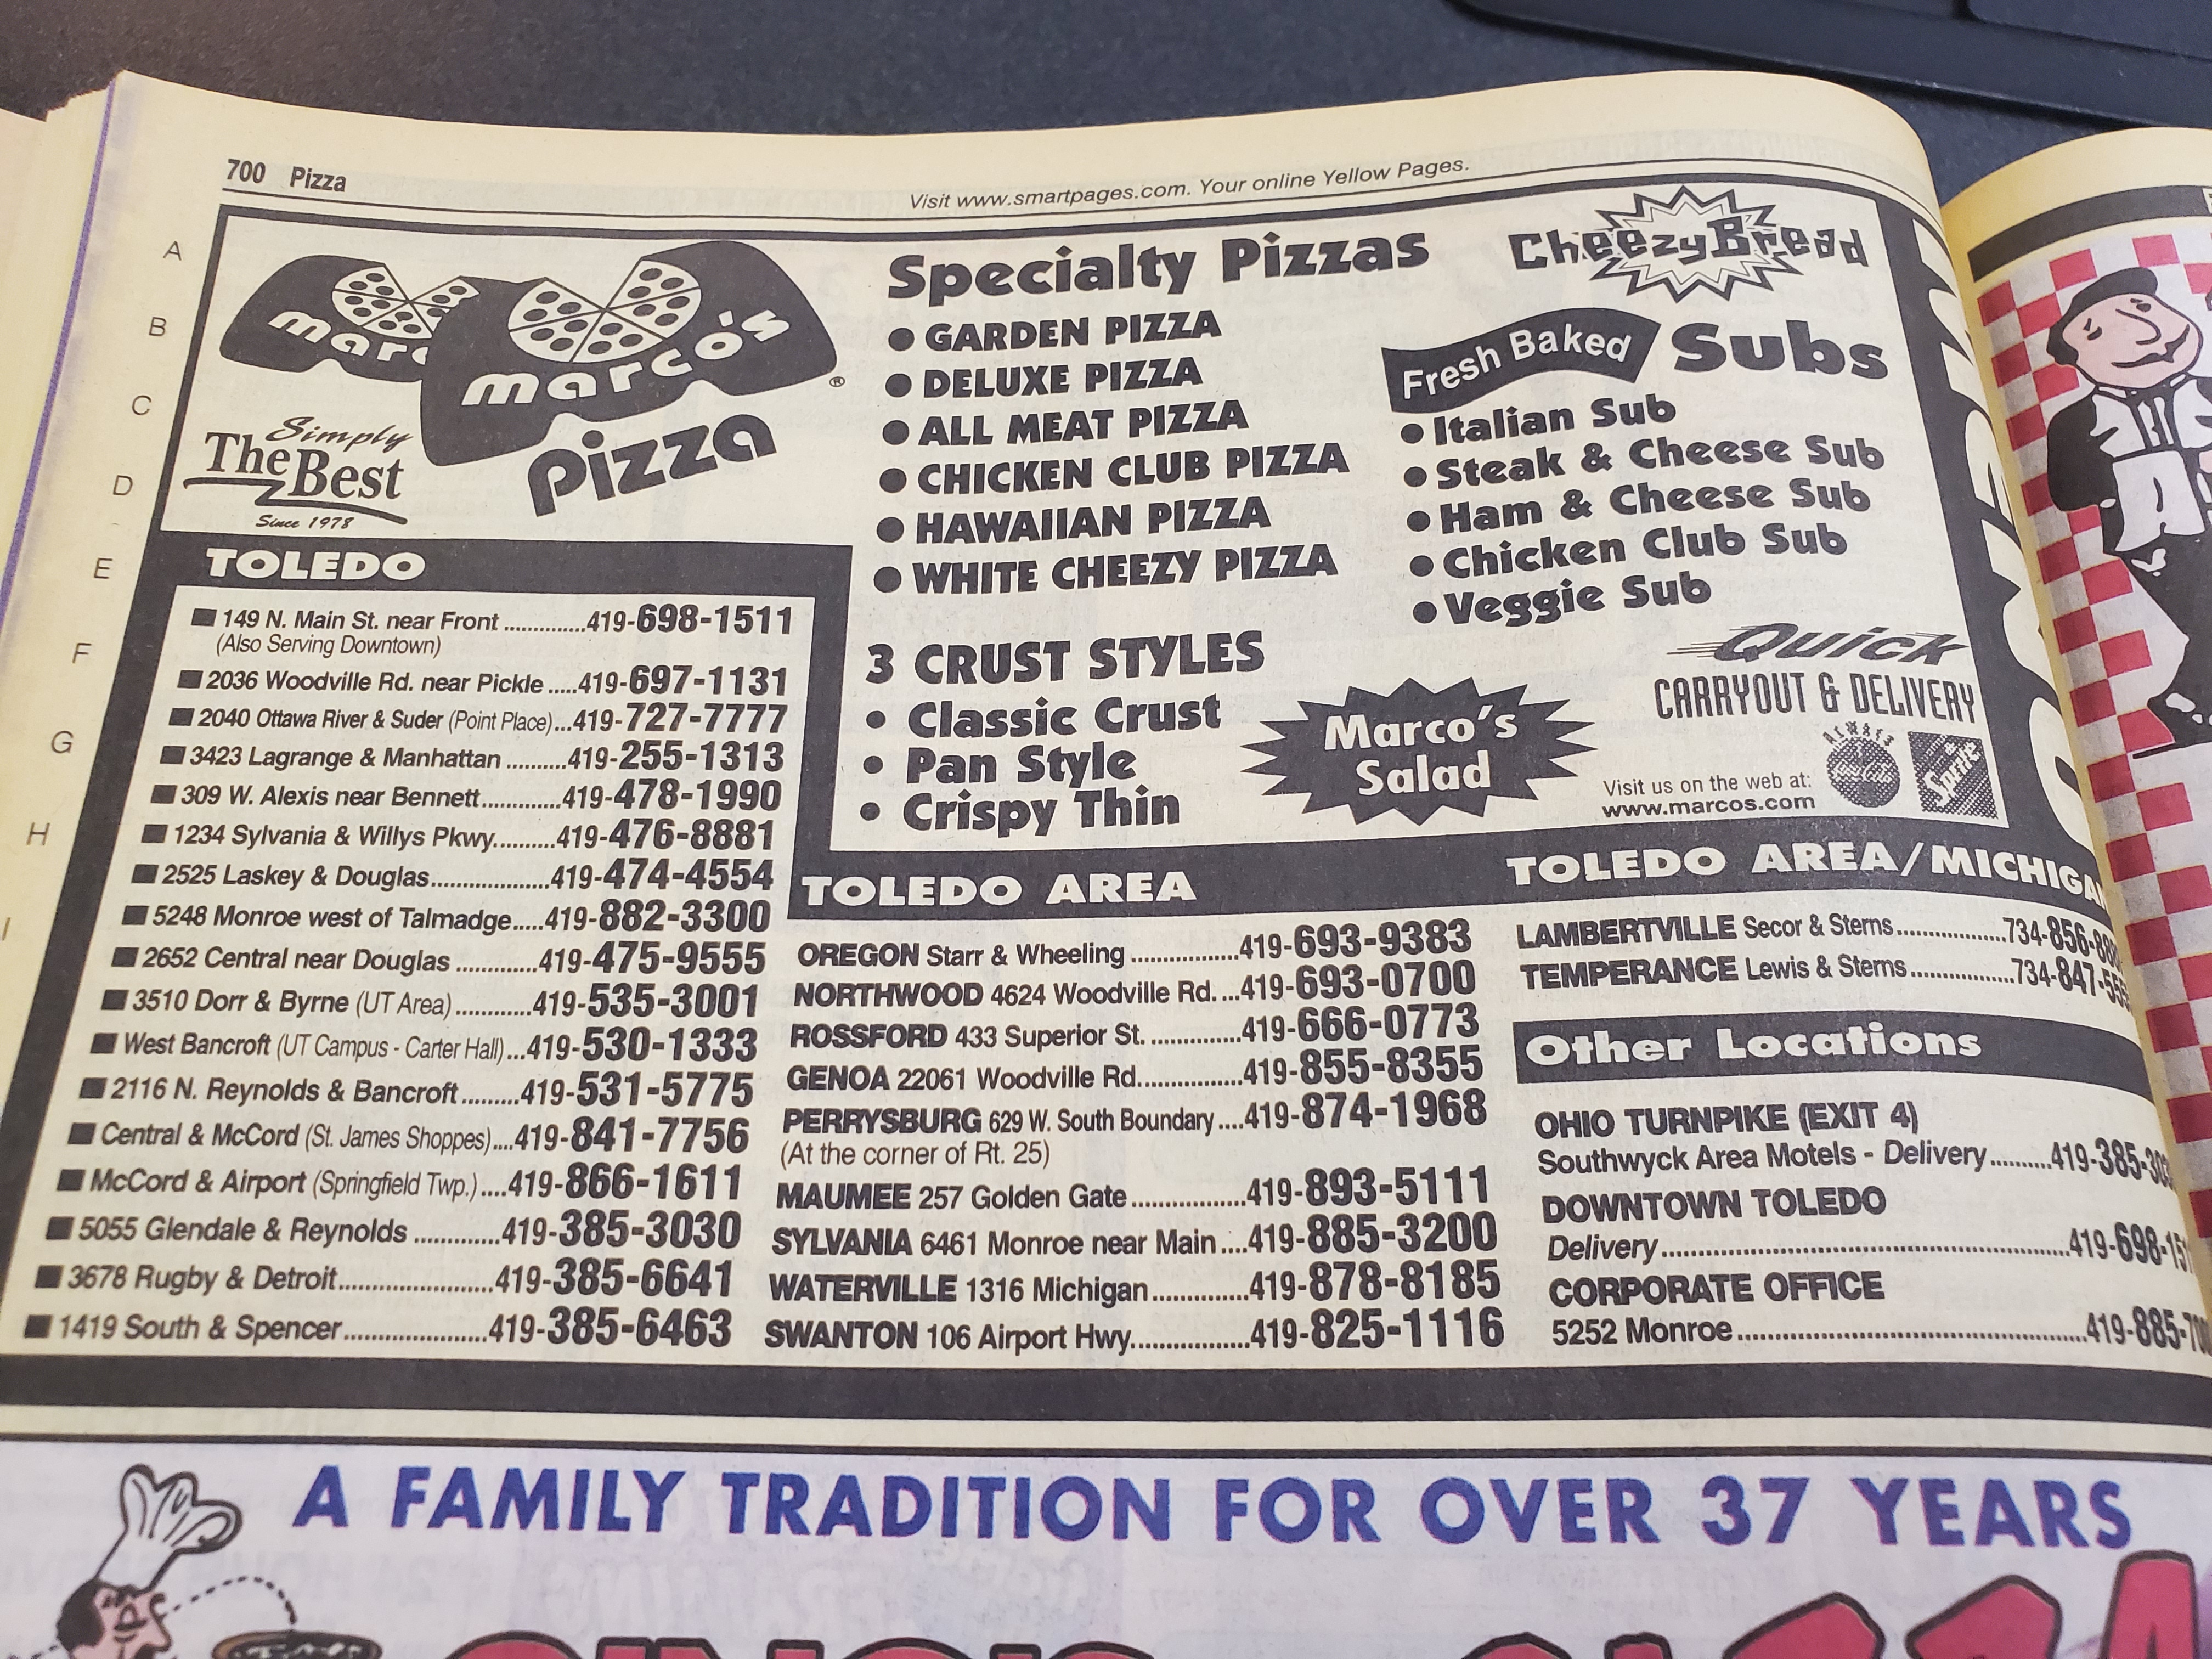 700 Pizza
Visit www.smartpages.com. Your online Yellow Pages.
A
B
C
D
E
F
G
H
I
marco's
Pizza
®
Simply
The Best
Since 1978
Specialty Pizzas
● GARDEN PIZZA
● DELUXE PIZZA
● ALL MEAT PIZZA
● CHICKEN CLUB PIZZA
● HAWAIIAN PIZZA
● WHITE CHEEZY PIZZA
3 CRUST STYLES
• Classic Crust
• Pan Style
• Crispy Thin
CheezyBread
Fresh Baked Subs
● Italian Sub
● Steak & Cheese Sub
● Ham & Cheese Sub
● Chicken Club Sub
● Veggie Sub
Marco's
Salad
Quick
CARRYOUT & DELIVERY
Visit us on the web at:
www.marcos.com
ALWAYS
Coca-Cola
Sprite
TOLEDO
■ 149 N. Main St. near Front ..............419-698-1511
(Also Serving Downtown)
■ 2036 Woodville Rd. near Pickle .....419-697-1131
■ 2040 Ottawa River & Suder (Point Place)...419-727-7777
■ 3423 Lagrange & Manhattan ..........419-255-1313
■ 309 W. Alexis near Bennett.............419-478-1990
■ 1234 Sylvania & Willys Pkwy..........419-476-8881
■ 2525 Laskey & Douglas...................419-474-4554
■ 5248 Monroe west of Talmadge.....419-882-3300
■ 2652 Central near Douglas .............419-475-9555
■ 3510 Dorr & Byrne (UT Area).............419-535-3001
■ West Bancroft (UT Campus - Carter Hall)...419-530-1333
■ 2116 N. Reynolds & Bancroft.........419-531-5775
■ Central & McCord (St. James Shoppes)....419-841-7756
■ McCord & Airport (Springfield Twp.)....419-866-1611
■ 5055 Glendale & Reynolds .............419-385-3030
■ 3678 Rugby & Detroit.......................419-385-6641
■ 1419 South & Spencer.....................419-385-6463
TOLEDO AREA
OREGON Starr & Wheeling .................419-693-9383
NORTHWOOD 4624 Woodville Rd. ...419-693-0700
ROSSFORD 433 Superior St. ..............419-666-0773
GENOA 22061 Woodville Rd.................419-855-8355
PERRYSBURG 629 W. South Boundary ....419-874-1968
(At the corner of Rt. 25)
MAUMEE 257 Golden Gate ..................419-893-5111
SYLVANIA 6461 Monroe near Main ....419-885-3200
WATERVILLE 1316 Michigan...............419-878-8185
SWANTON 106 Airport Hwy...................419-825-1116
TOLEDO AREA/MICHIGAN
LAMBERTVILLE Secor & Sterns..................734-856-
TEMPERANCE Lewis & Sterns.................734-847-
Other Locations
OHIO TURNPIKE (EXIT 4)
Southwyck Area Motels - Delivery..........419-385-
DOWNTOWN TOLEDO
Delivery.................................................................419-698-
CORPORATE OFFICE
5252 Monroe.......................................................419-885-
A FAMILY TRADITION FOR OVER 37 YEARS